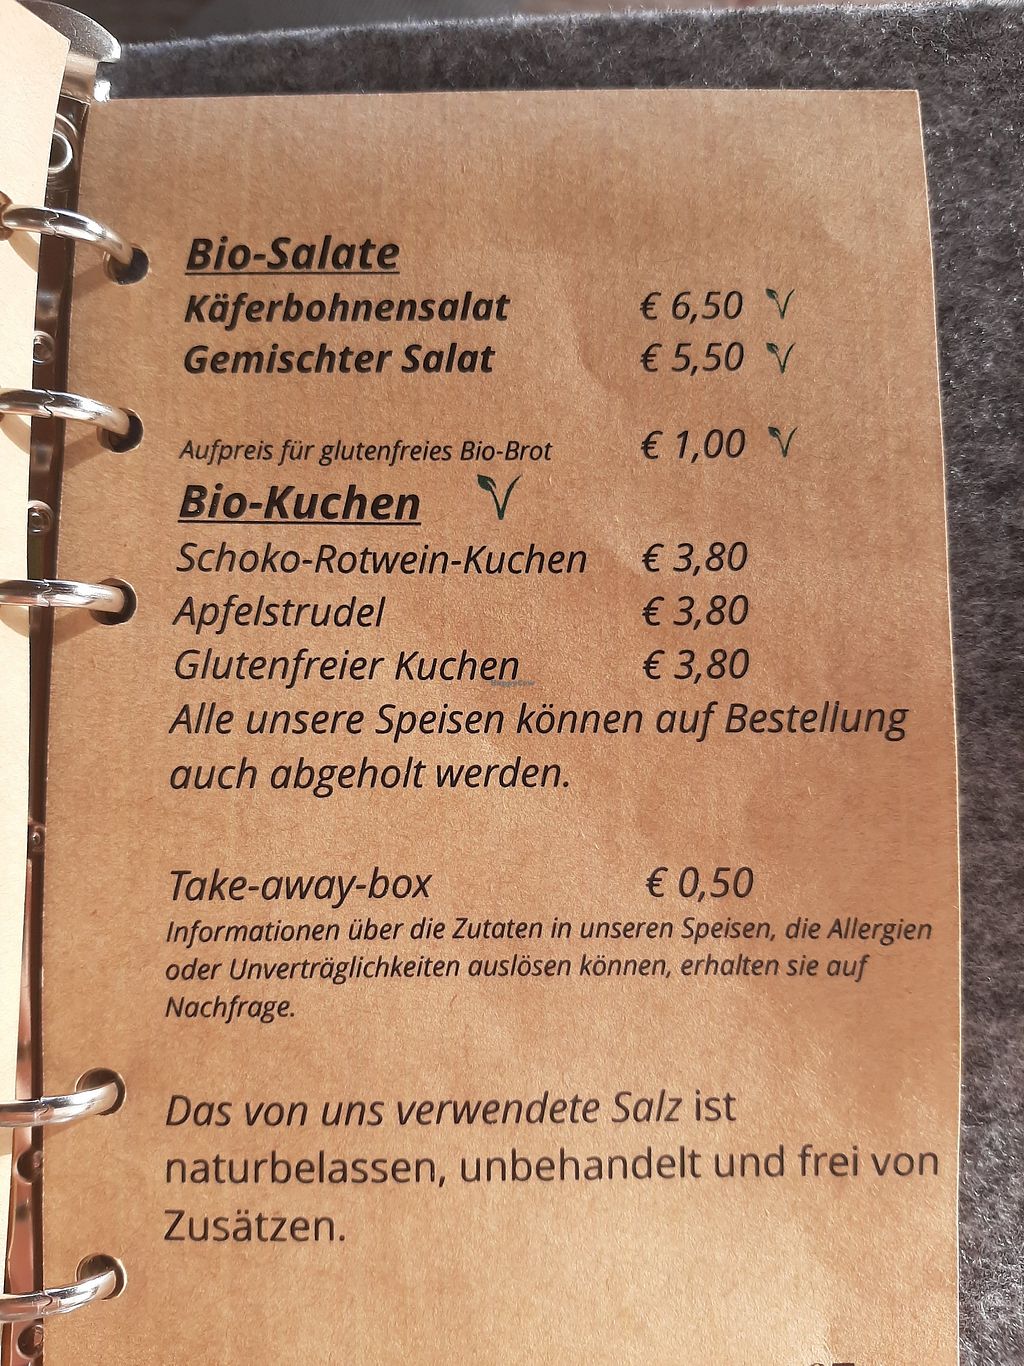 Bio-Salate
Käferbohnensalat € 6,50
Gemischter Salat € 5,50
Aufpreis für glutenfreies Bio-Brot € 1,00
Bio-Kuchen
Schoko-Rotwein-Kuchen € 3,80
Apfelstrudel € 3,80
Glutenfreier Kuchen € 3,80
HappyCow
Alle unsere Speisen können auf Bestellung
auch abgeholt werden.
Take-away-box € 0,50
Informationen über die Zutaten in unseren Speisen, die Allergien
oder Unverträglichkeiten auslösen können, erhalten sie auf
Nachfrage.
Das von uns verwendete Salz ist
naturbelassen, unbehandelt und frei von
Zusätzen.